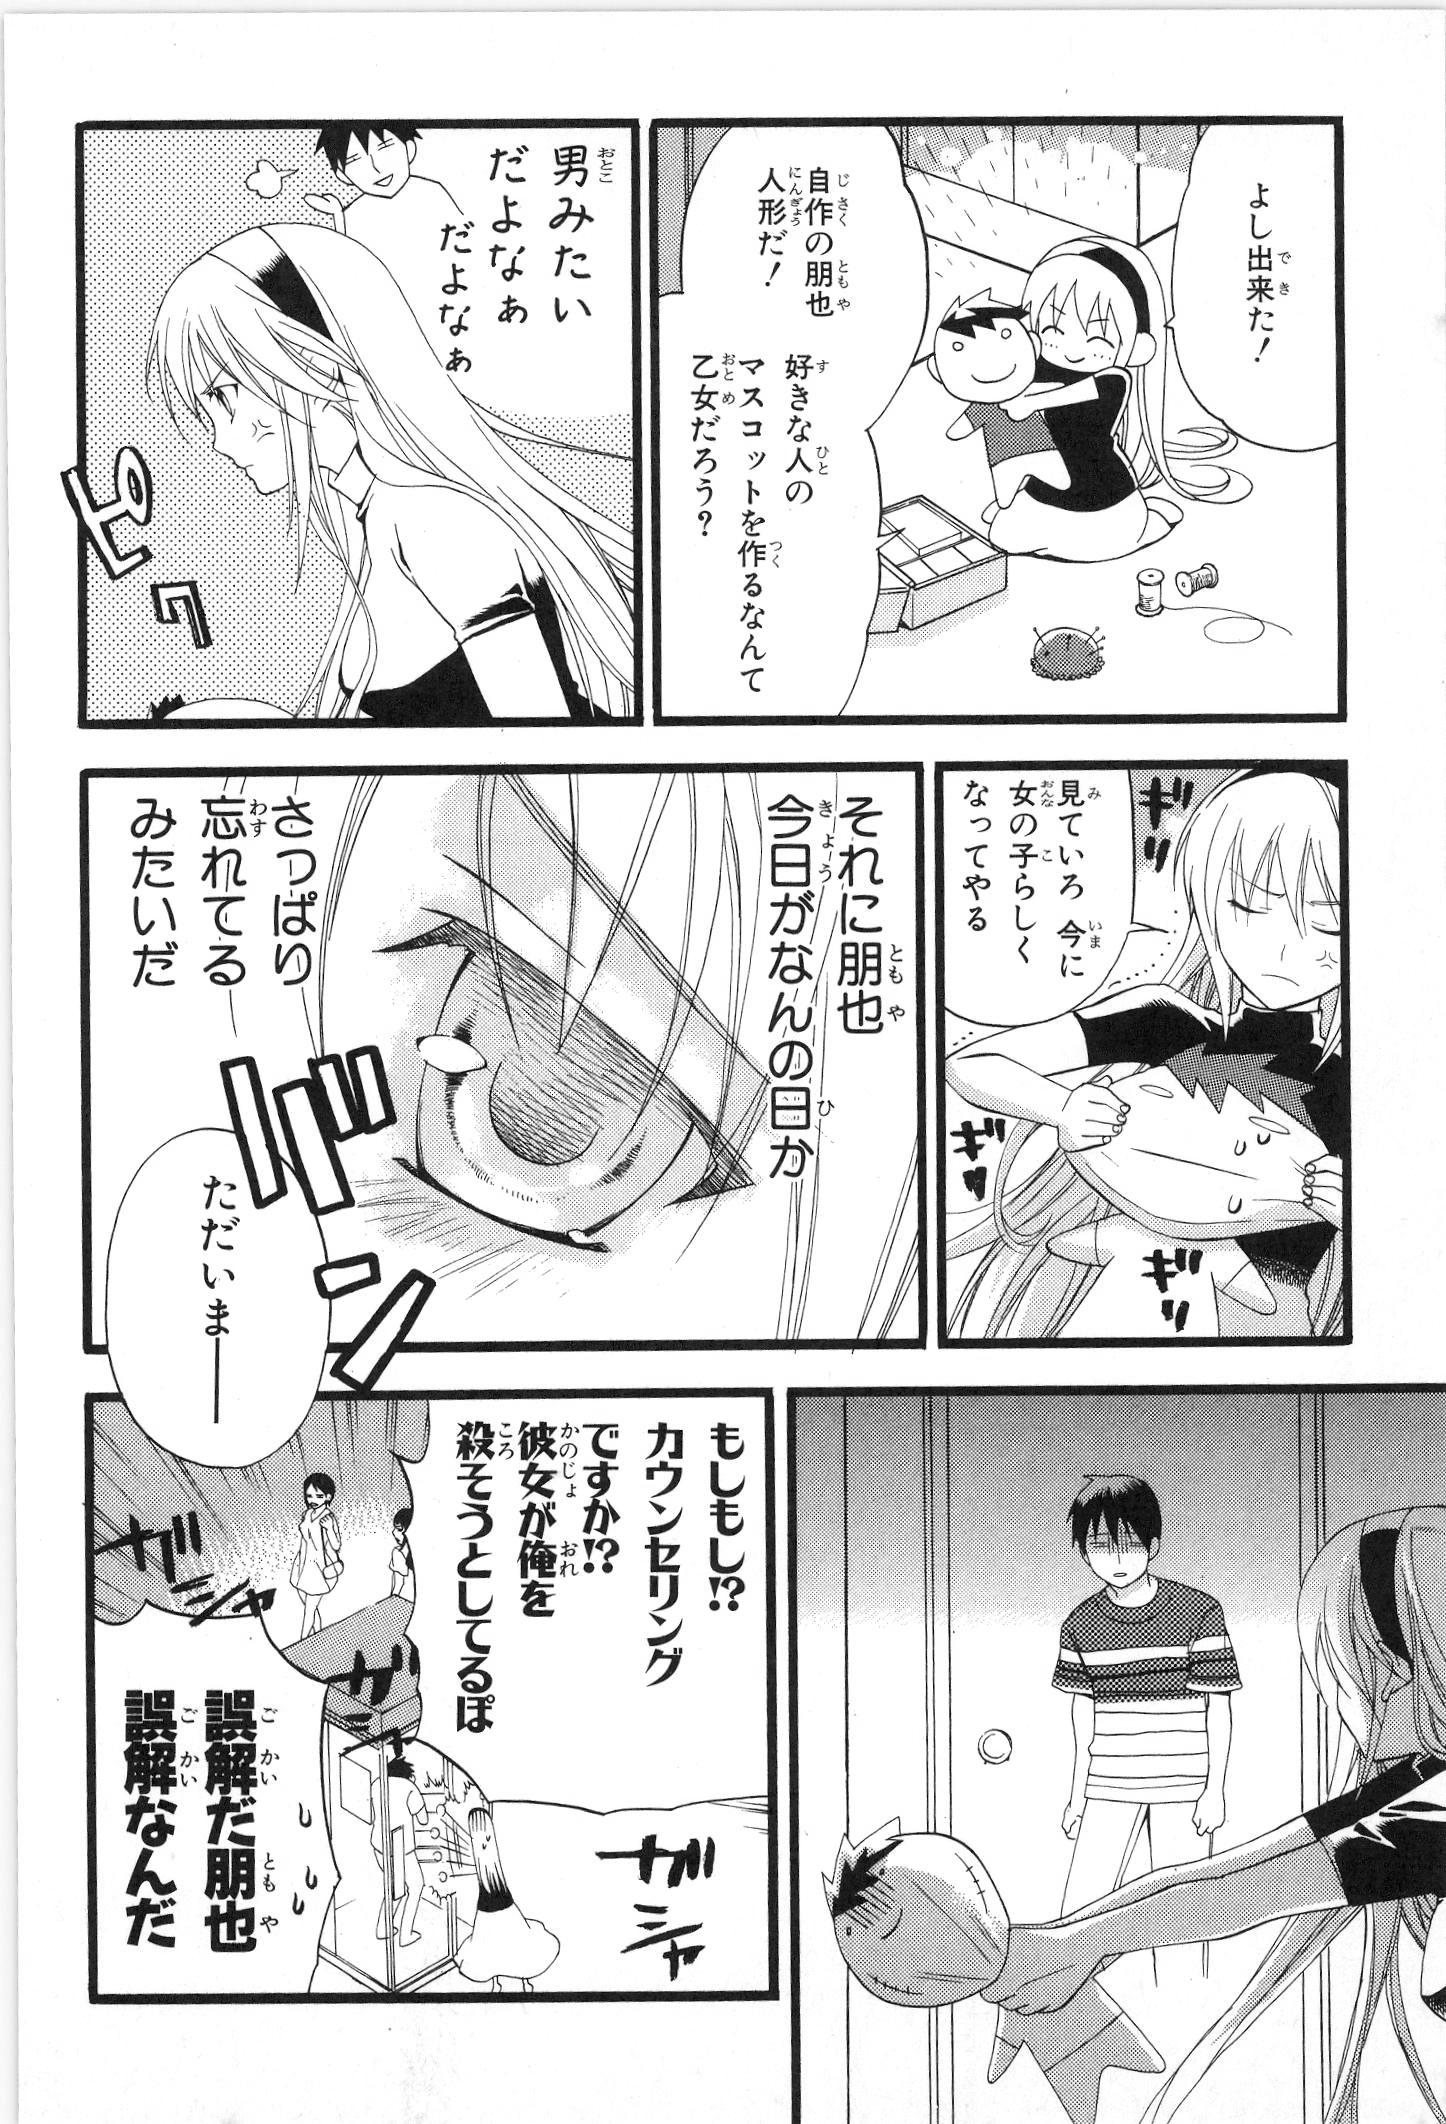 よし出来た！
自作の朋也
人形だ！
好きな人の
マスコットを作るなんて
乙女だろう？
男みたい
だよなぁ
だよなぁ
ピク
ギリ
見ていろ 今に
女の子らしく
なってやる
ギリ
ギリ
それに朋也
今日がなんの日か
さっぱり
忘れてる
みたいだ
バン
ただいまー
もしもし!?
カウンセリング
ですか!?
彼女が俺を
殺そうとしてるぽ
ガシャ
ガ
ガシャ
誤解だ朋也
誤解なんだ